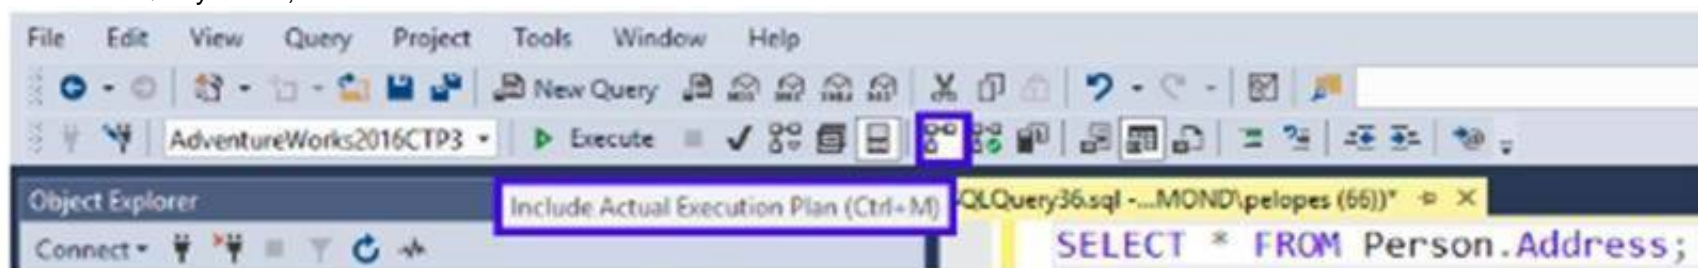 File Edit View Query Project Tools Window Help
New Query
AdventureWorks2016CTP3 Execute
Object Explorer Include Actual Execution Plan (Ctrl+M) QLQuery36.sql -...MOND\pelopes (66))*
Connect SELECT * FROM Person.Address;